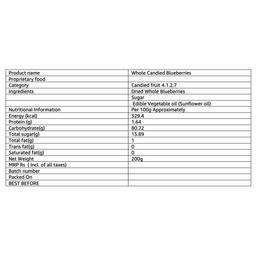 Product name Whole Candied Blueberries
Proprietary food
Category Candied fruit 4.1.2.7
Ingredients Dried Whole Blueberries
Sugar
Edible Vegetable oil (Sunflower oil)
Nutritional Information Per 100g Approximately
Energy (kcal) 329.4
Protein (g) 1.64
Carbohydrate(g) 80.72
Total sugar(g) 15.89
Total fat(g) 1
Trans fat(g) 0
Saturated fat(g) 0
Net Weight 200g
MRP Rs ( Incl. of all taxes)
Batch number
Packed On
BEST BEFORE